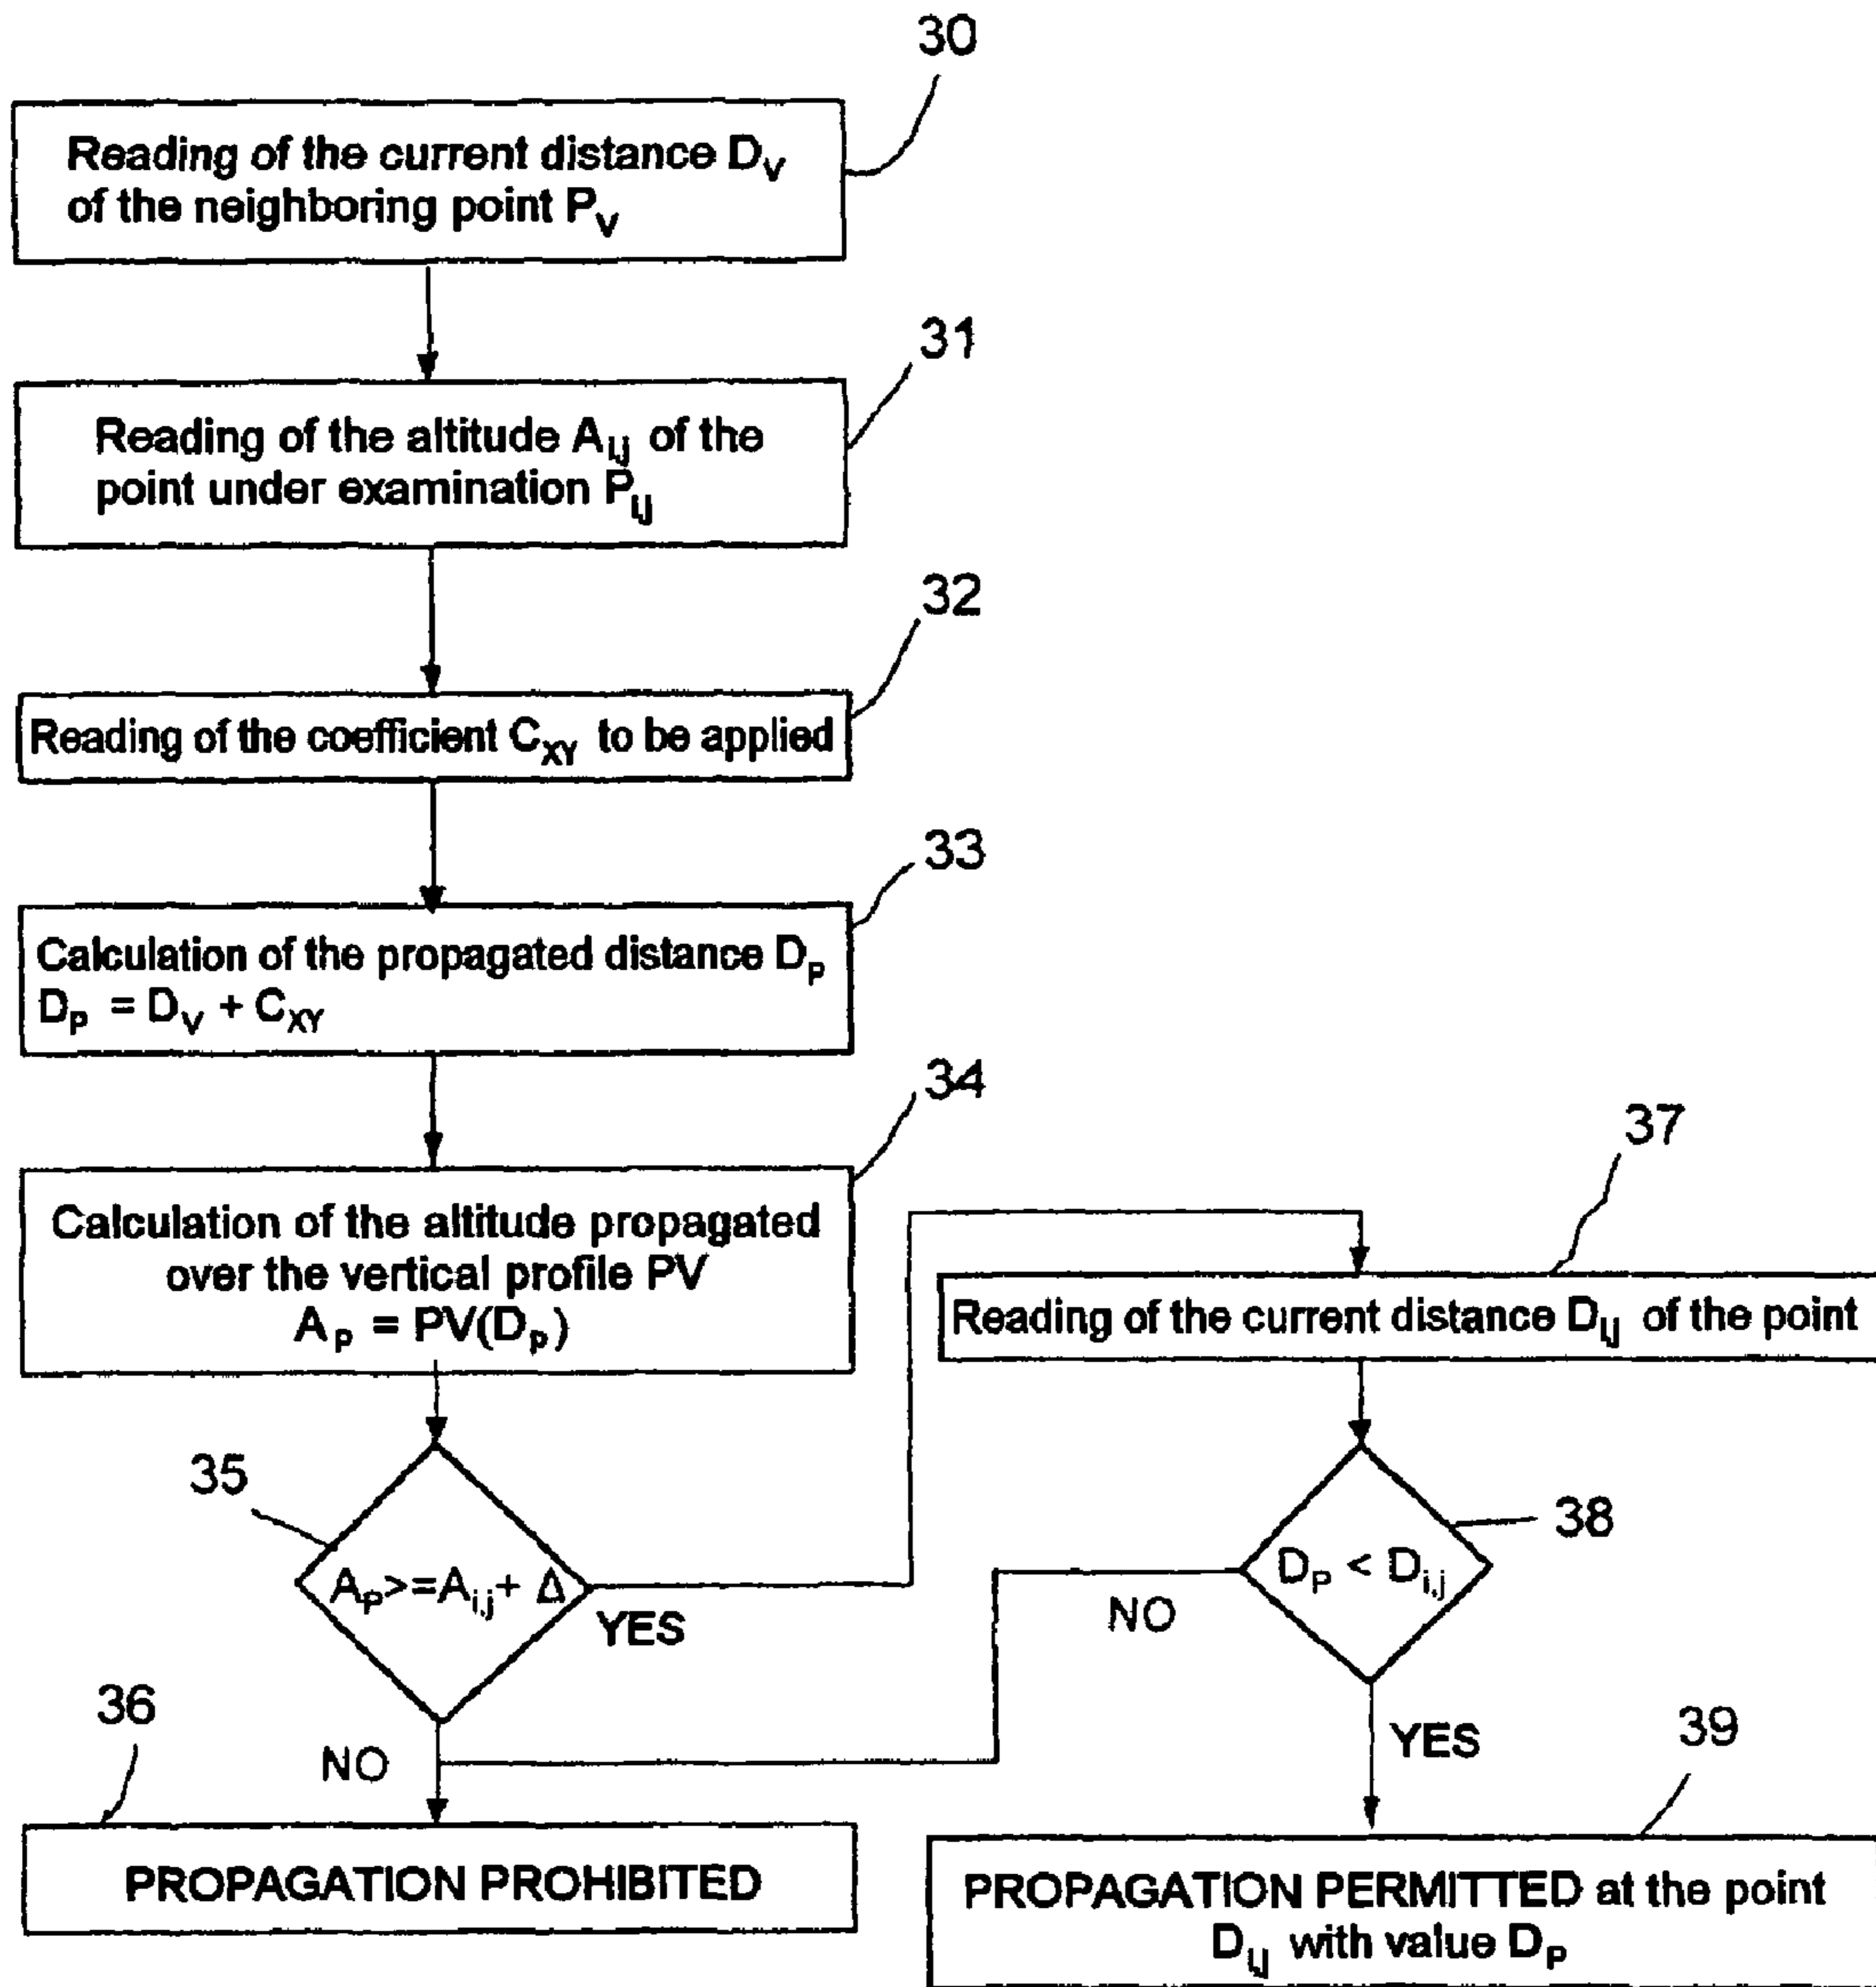 30
Reading of the current distance D_V
of the neighboring point P_V
31
Reading of the altitude A_ij of the
point under examination P_ij
32
Reading of the coefficient C_XY to be applied
33
Calculation of the propagated distance D_p
D_P = D_V + C_XY
34
Calculation of the altitude propagated
over the vertical profile PV
A_p = PV(D_p)
37
Reading of the current distance D_ij of the point
35
A_P>=A_i,j+ Δ
YES
38
D_P < D_i,j
NO
36
NO
YES
39
PROPAGATION PROHIBITED
PROPAGATION PERMITTED at the point
D_ij with value D_P